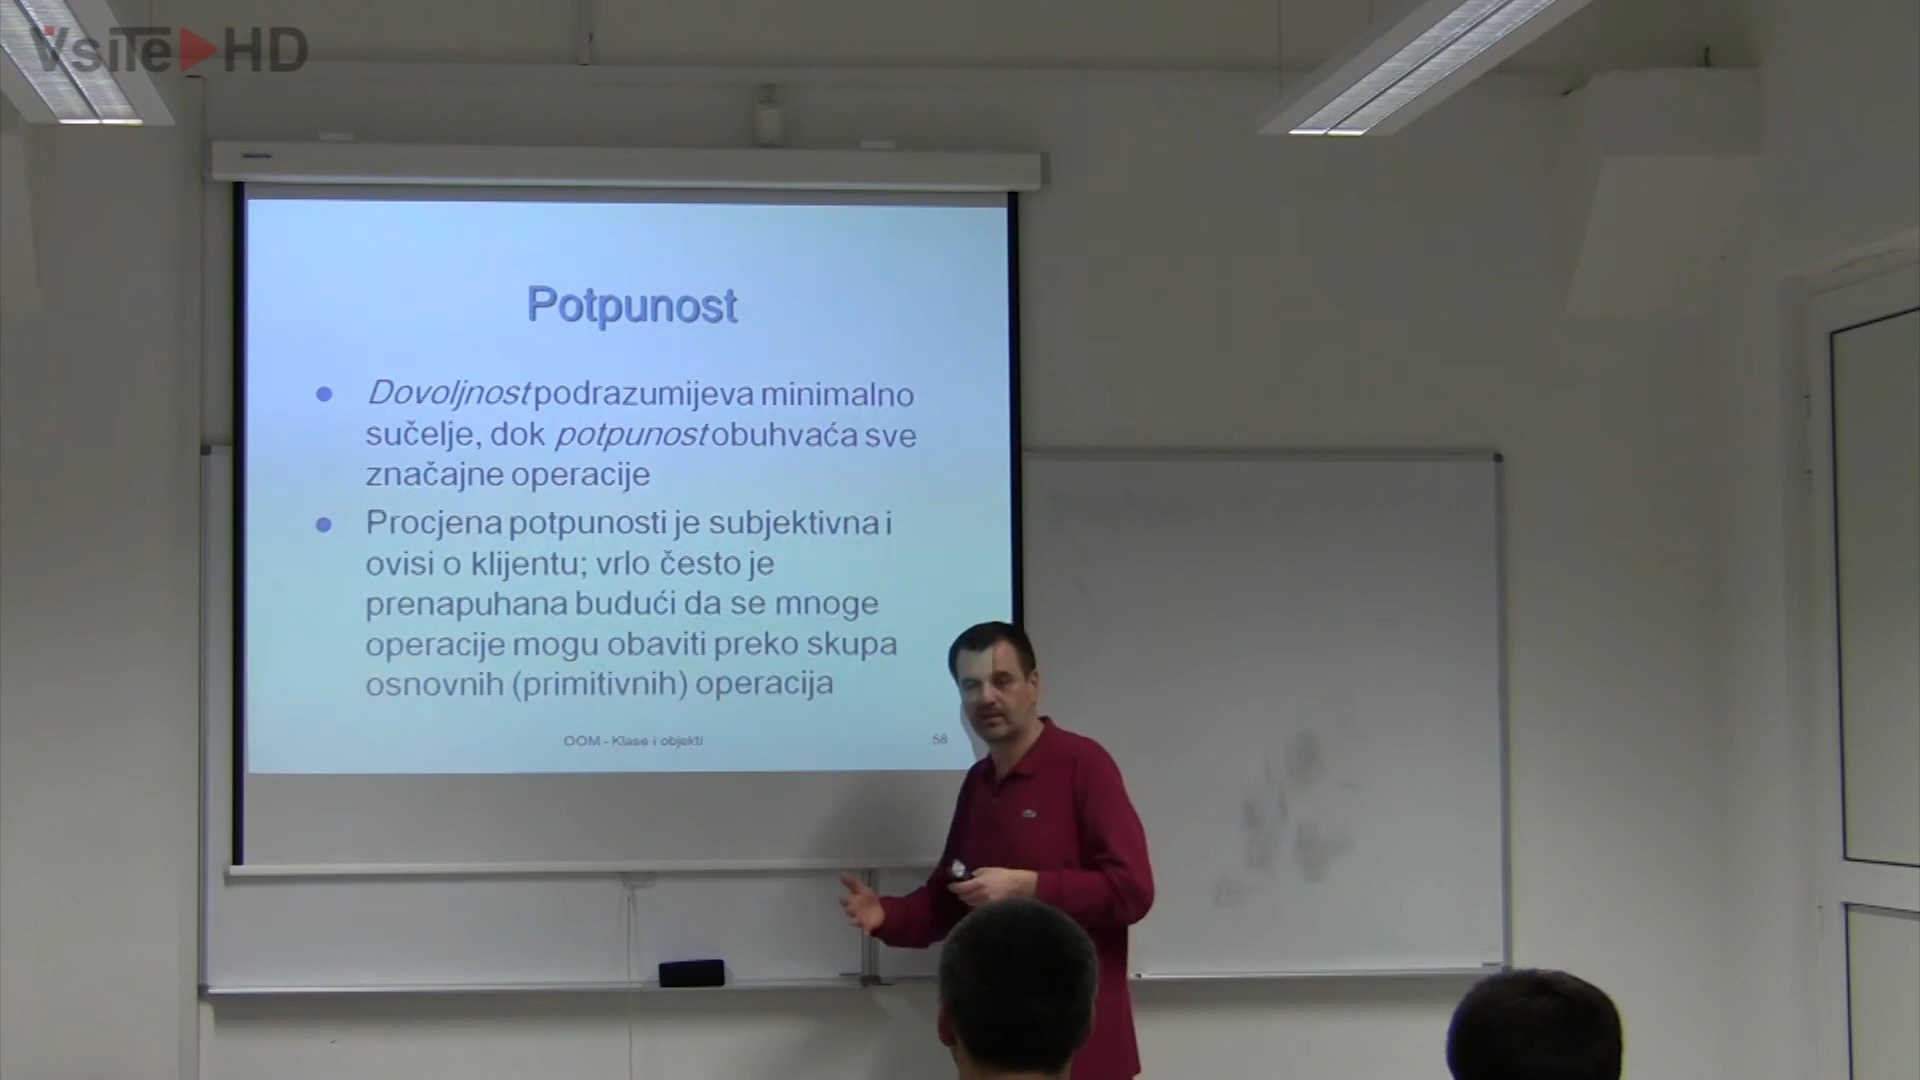 VsiTe HD
Potpunost
Dovoljnost podrazumijeva minimalno
sučelje, dok potpunost obuhvaća sve
značajne operacije
Procjena potpunosti je subjektivna i
ovisi o klijentu; vrlo često je
prenapuhana budući da se mnoge
operacije mogu obaviti preko skupa
osnovnih (primitivnih) operacija
OOM - Klase i objekti
58